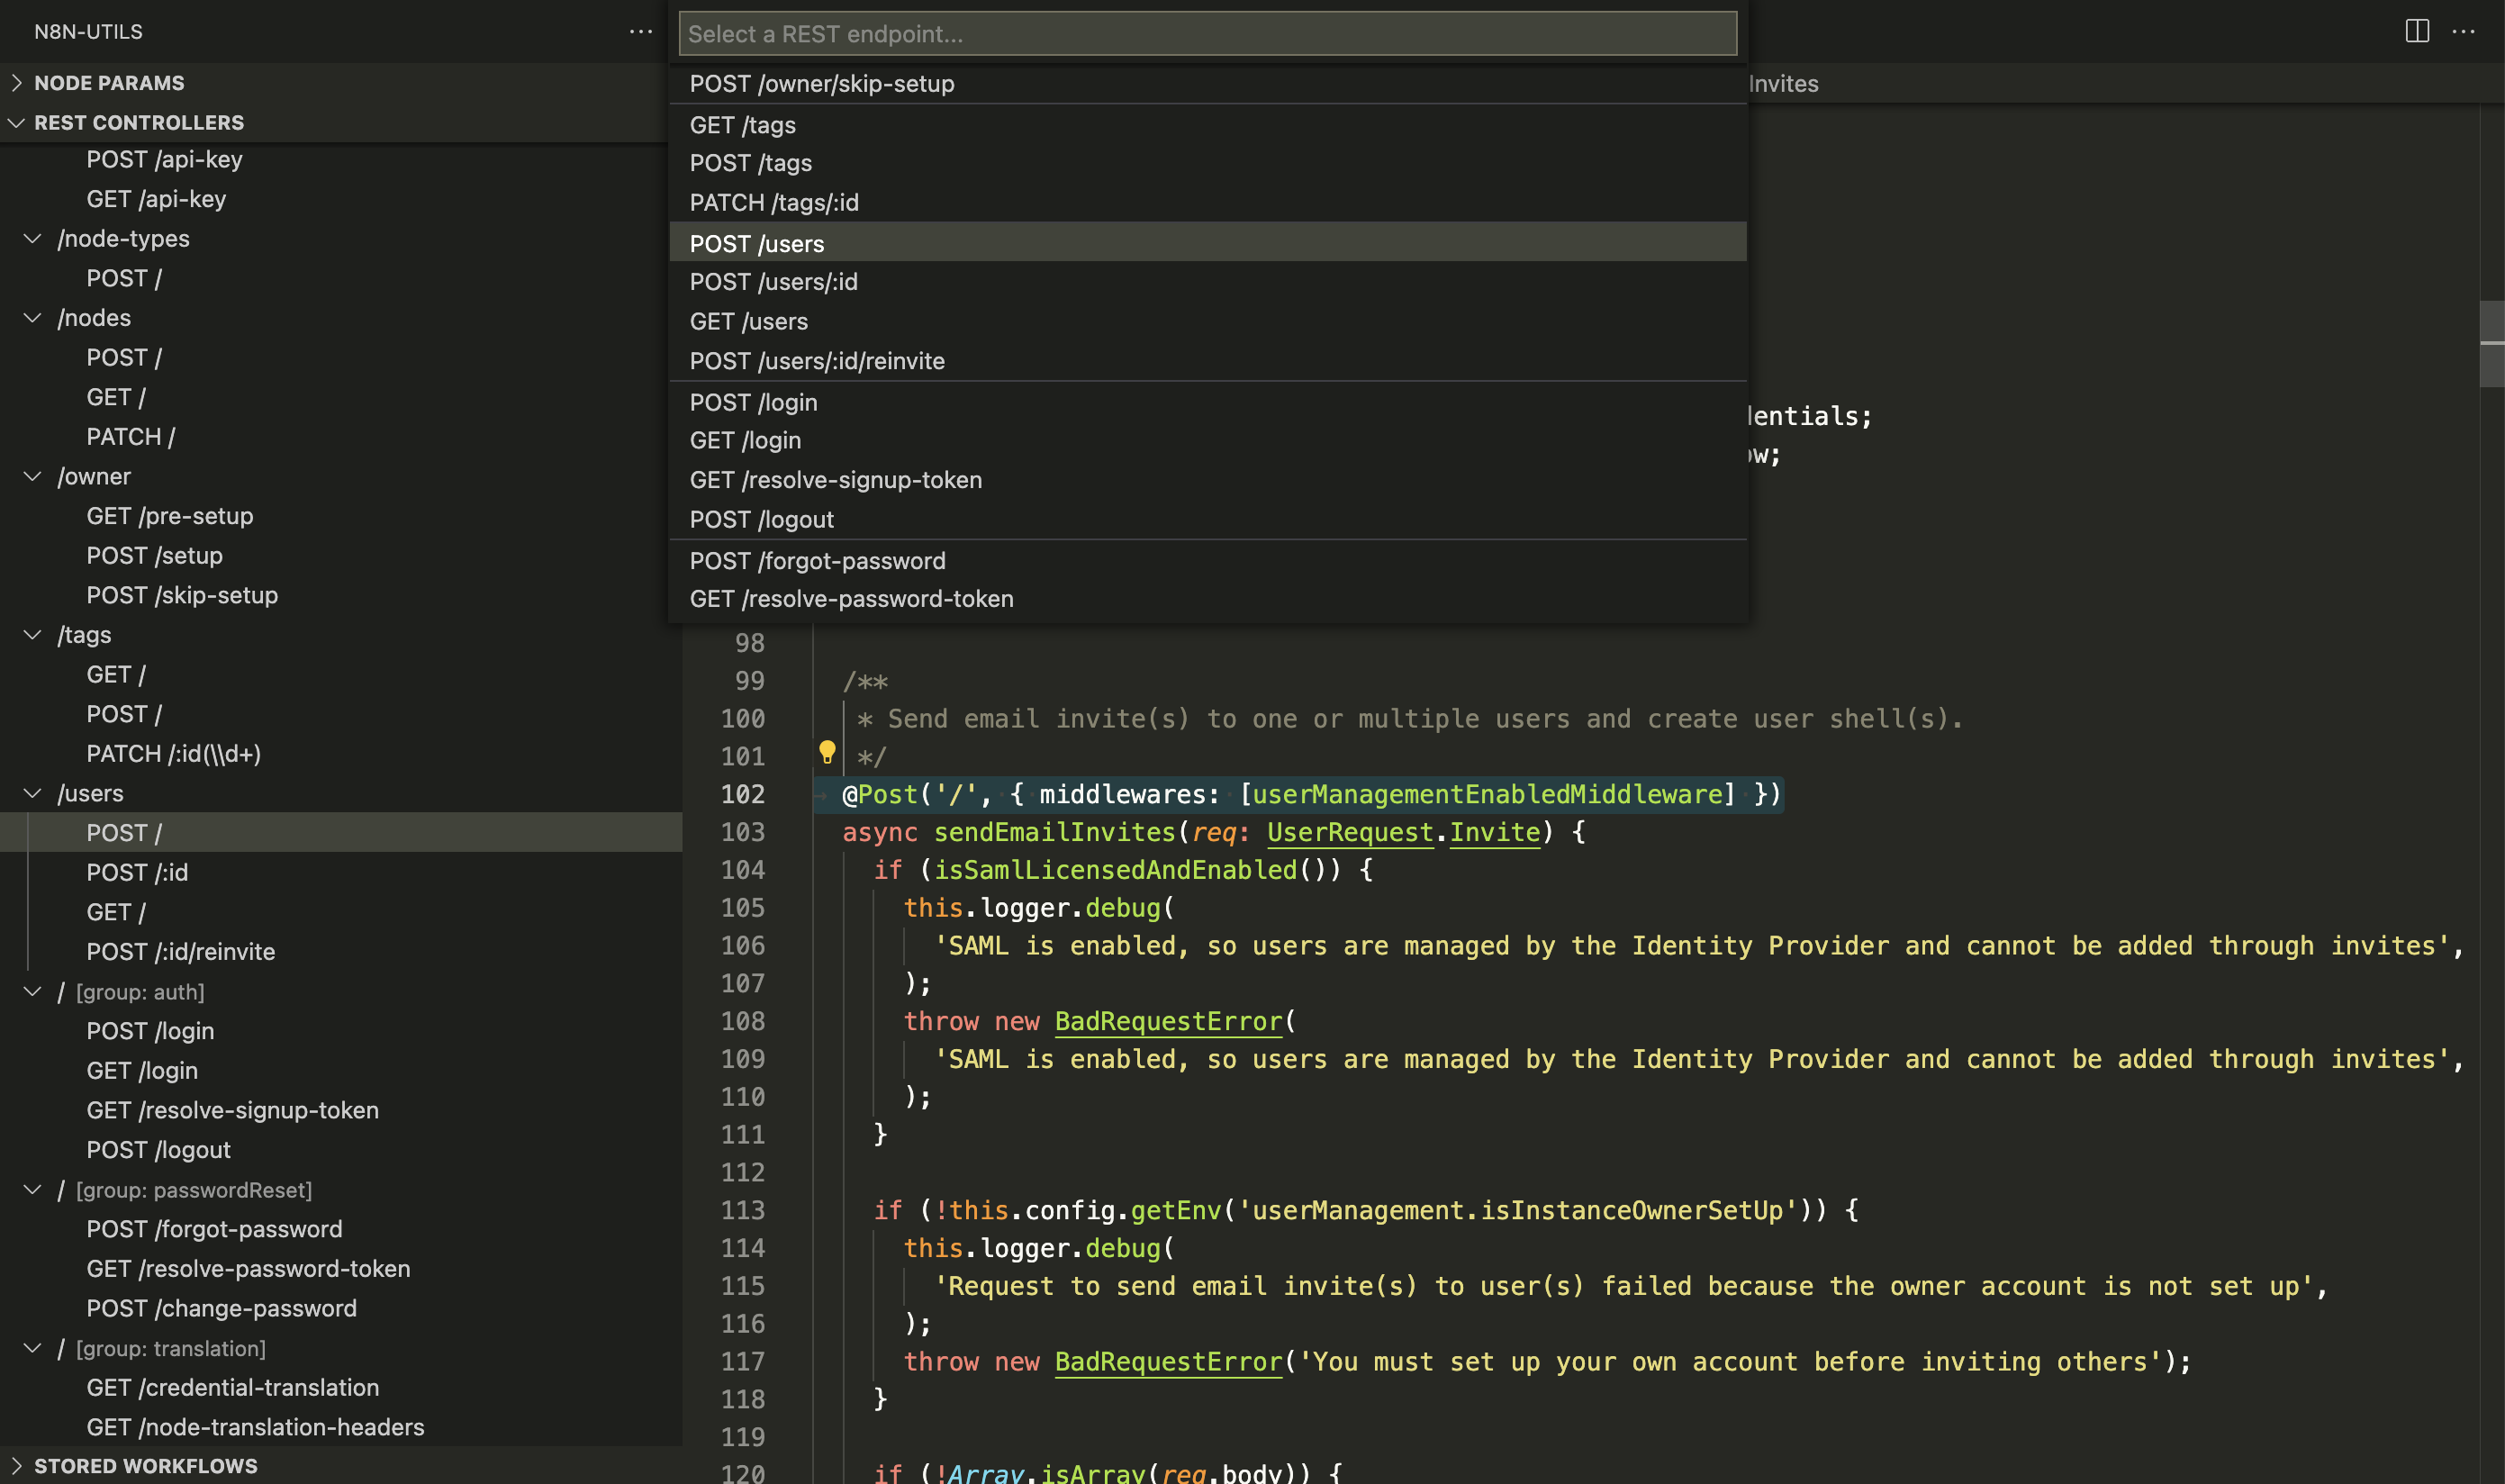 N8N-UTILS
NODE PARAMS
REST CONTROLLERS
POST /api-key
GET /api-key
/node-types
POST /
/nodes
POST /
GET /
PATCH /
/owner
GET /pre-setup
POST /setup
POST /skip-setup
/tags
GET /
POST /
PATCH /:id(\\d+)
/users
POST /
POST /:id
GET /
POST /:id/reinvite
/ [group: auth]
POST /login
GET /login
GET /resolve-signup-token
POST /logout
/ [group: passwordReset]
POST /forgot-password
GET /resolve-password-token
POST /change-password
/ [group: translation]
GET /credential-translation
GET /node-translation-headers
STORED WORKFLOWS
Select a REST endpoint...
POST /owner/skip-setup
GET /tags
POST /tags
PATCH /tags/:id
POST /users
POST /users/:id
GET /users
POST /users/:id/reinvite
POST /login
GET /login
GET /resolve-signup-token
POST /logout
POST /forgot-password
GET /resolve-password-token
Invites
entials;
w;
98
99 /**
100 * Send email invite(s) to one or multiple users and create user shell(s).
101 */
102 @Post('/', { middlewares: [userManagementEnabledMiddleware] })
103 async sendEmailInvites(req: UserRequest.Invite) {
104 if (isSamlLicensedAndEnabled()) {
105 this.logger.debug(
106 'SAML is enabled, so users are managed by the Identity Provider and cannot be added through invites',
107 );
108 throw new BadRequestError(
109 'SAML is enabled, so users are managed by the Identity Provider and cannot be added through invites',
110 );
111 }
112
113 if (!this.config.getEnv('userManagement.isInstanceOwnerSetUp')) {
114 this.logger.debug(
115 'Request to send email invite(s) to user(s) failed because the owner account is not set up',
116 );
117 throw new BadRequestError('You must set up your own account before inviting others');
118 }
119
120 if (!Array.isArray(req.body)) {